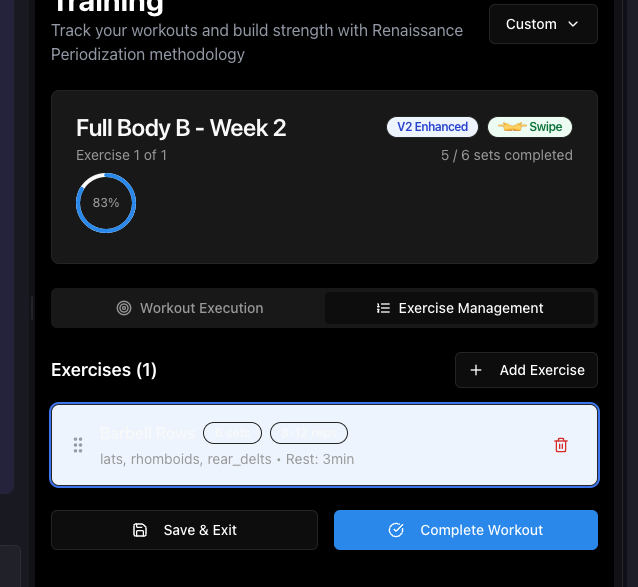 Training
Track your workouts and build strength with Renaissance
Periodization methodology
Custom
Full Body B - Week 2
V2 Enhanced
Swipe
Exercise 1 of 1
5 / 6 sets completed
83%
Workout Execution
Exercise Management
Exercises (1)
Add Exercise
Barbell Rows
lats, rhomboids, rear_delts • Rest: 3min
Save & Exit
Complete Workout